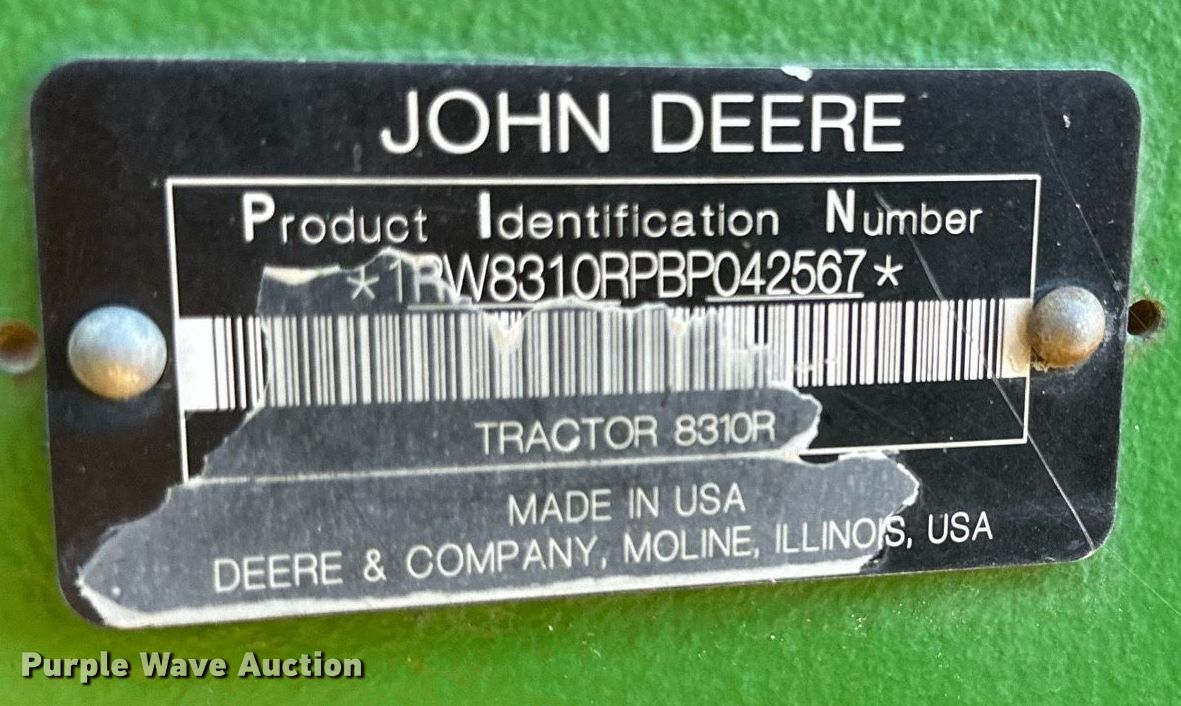 JOHN DEERE
Product Identification Number
*1RW8310RPBP042567*
TRACTOR 8310R
MADE IN USA
DEERE & COMPANY, MOLINE, ILLINOIS, USA
Purple Wave Auction